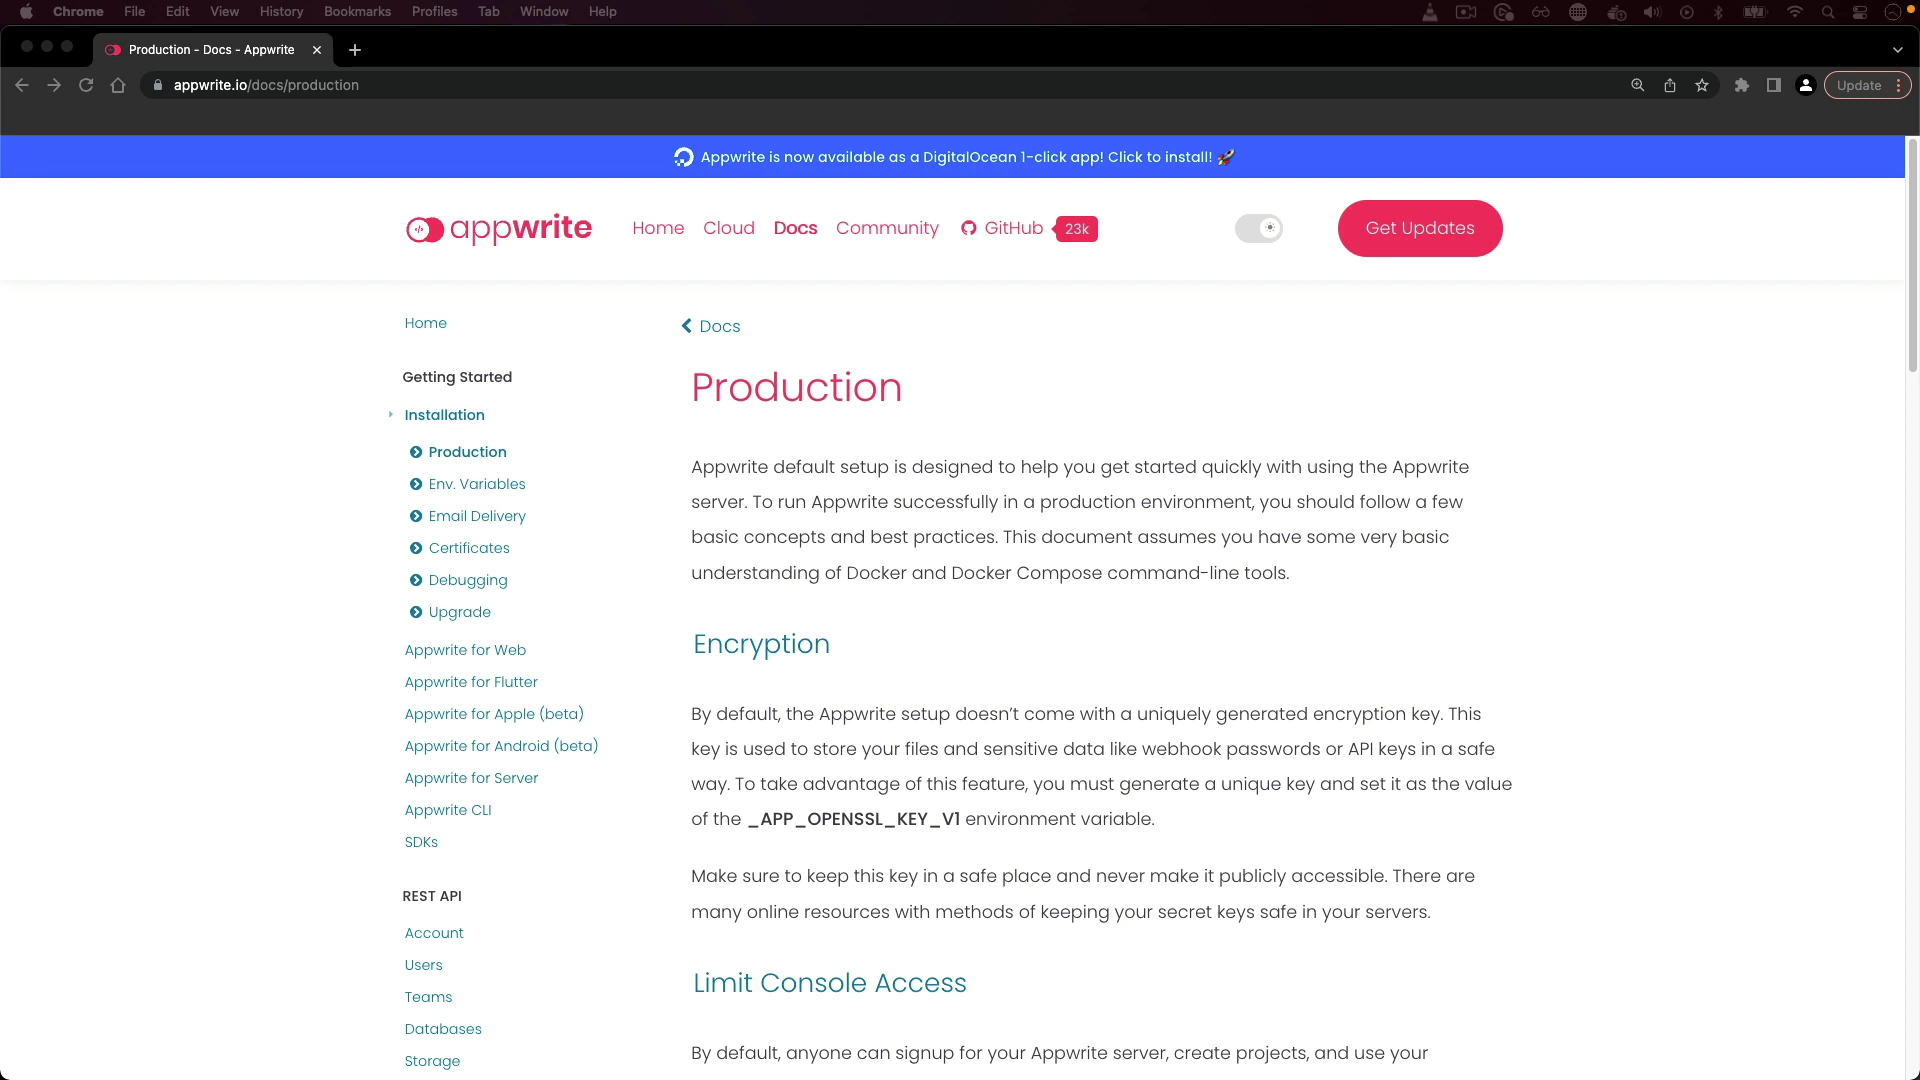 Chrome File Edit View History Bookmarks Profiles Tab Window Help
Production - Docs - Appwrite
appwrite.io/docs/production
Update
Appwrite is now available as a DigitalOcean 1-click app! Click to install! 🚀
appwrite
Home Cloud Docs Community GitHub 23k
Get Updates
Home
Getting Started
Installation
Production
Env. Variables
Email Delivery
Certificates
Debugging
Upgrade
Appwrite for Web
Appwrite for Flutter
Appwrite for Apple (beta)
Appwrite for Android (beta)
Appwrite for Server
Appwrite CLI
SDKs
REST API
Account
Users
Teams
Databases
Storage
Docs
Production
Appwrite default setup is designed to help you get started quickly with using the Appwrite
server. To run Appwrite successfully in a production environment, you should follow a few
basic concepts and best practices. This document assumes you have some very basic
understanding of Docker and Docker Compose command-line tools.
Encryption
By default, the Appwrite setup doesn’t come with a uniquely generated encryption key. This
key is used to store your files and sensitive data like webhook passwords or API keys in a safe
way. To take advantage of this feature, you must generate a unique key and set it as the value
of the _APP_OPENSSL_KEY_V1 environment variable.
Make sure to keep this key in a safe place and never make it publicly accessible. There are
many online resources with methods of keeping your secret keys safe in your servers.
Limit Console Access
By default, anyone can signup for your Appwrite server, create projects, and use your